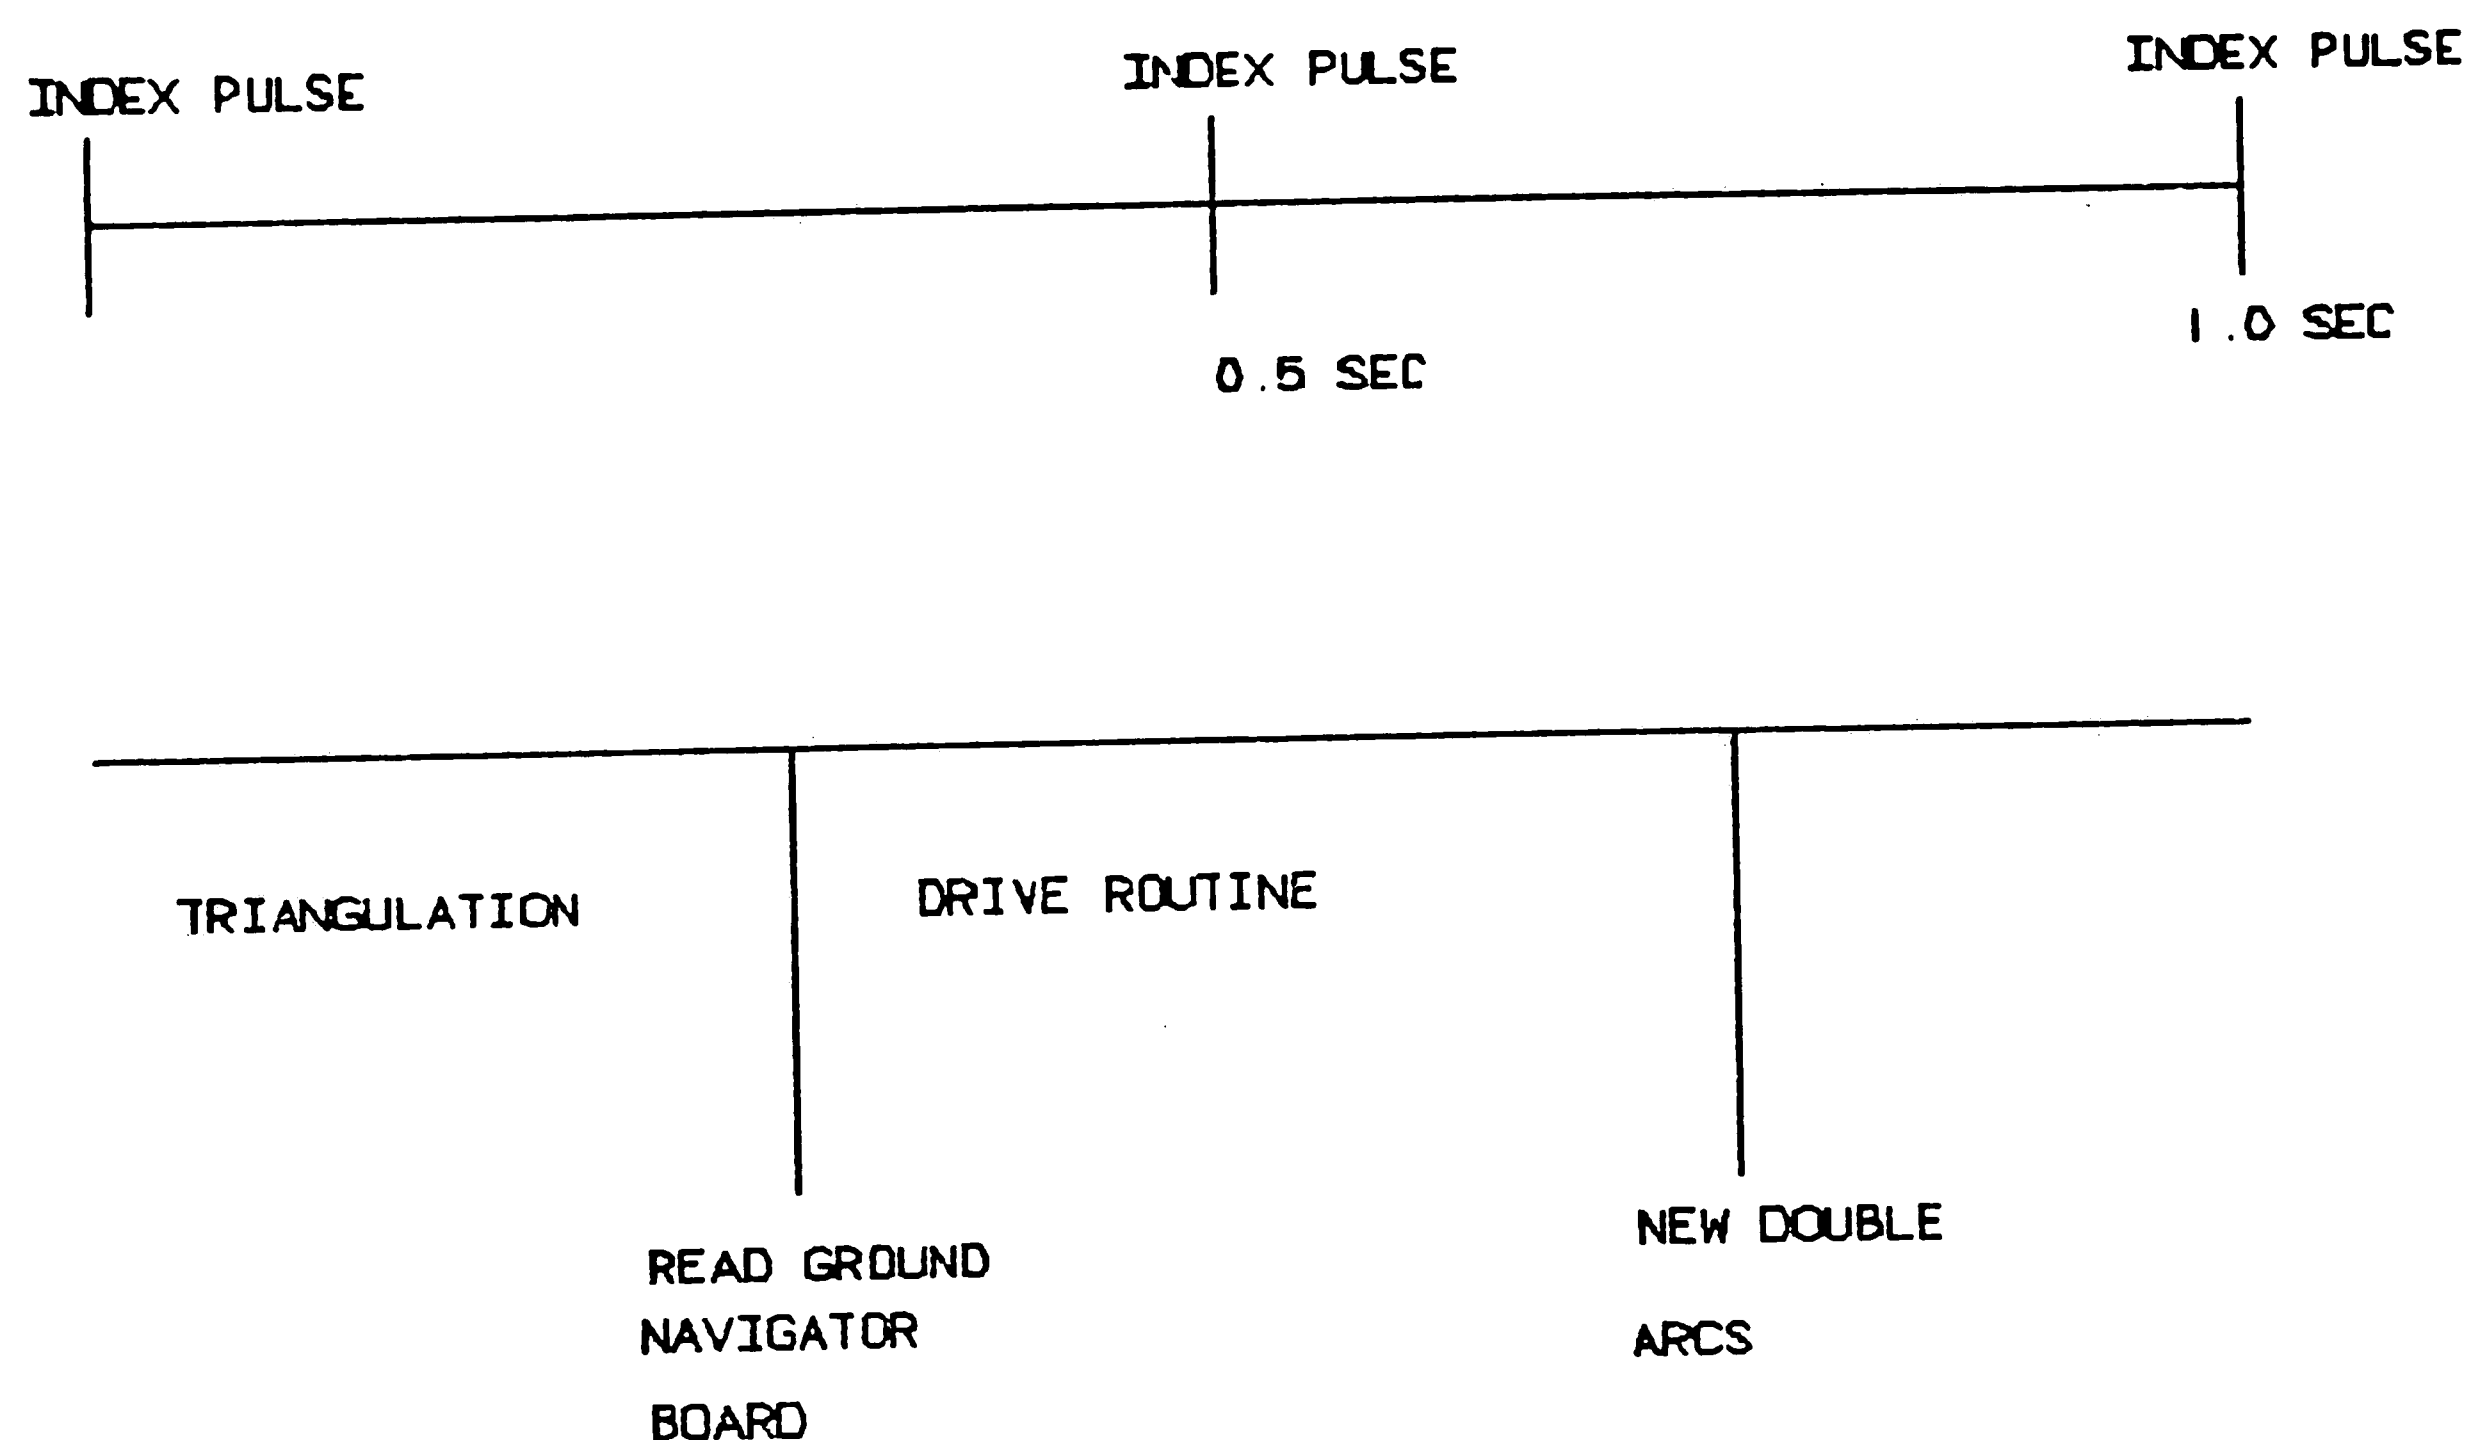 INDEX PULSE
INDEX PULSE
INDEX PULSE
0.5 SEC
1.0 SEC
TRIANGULATION
DRIVE ROUTINE
READ GROUND
NAVIGATOR
BOARD
NEW DOUBLE
ARCS